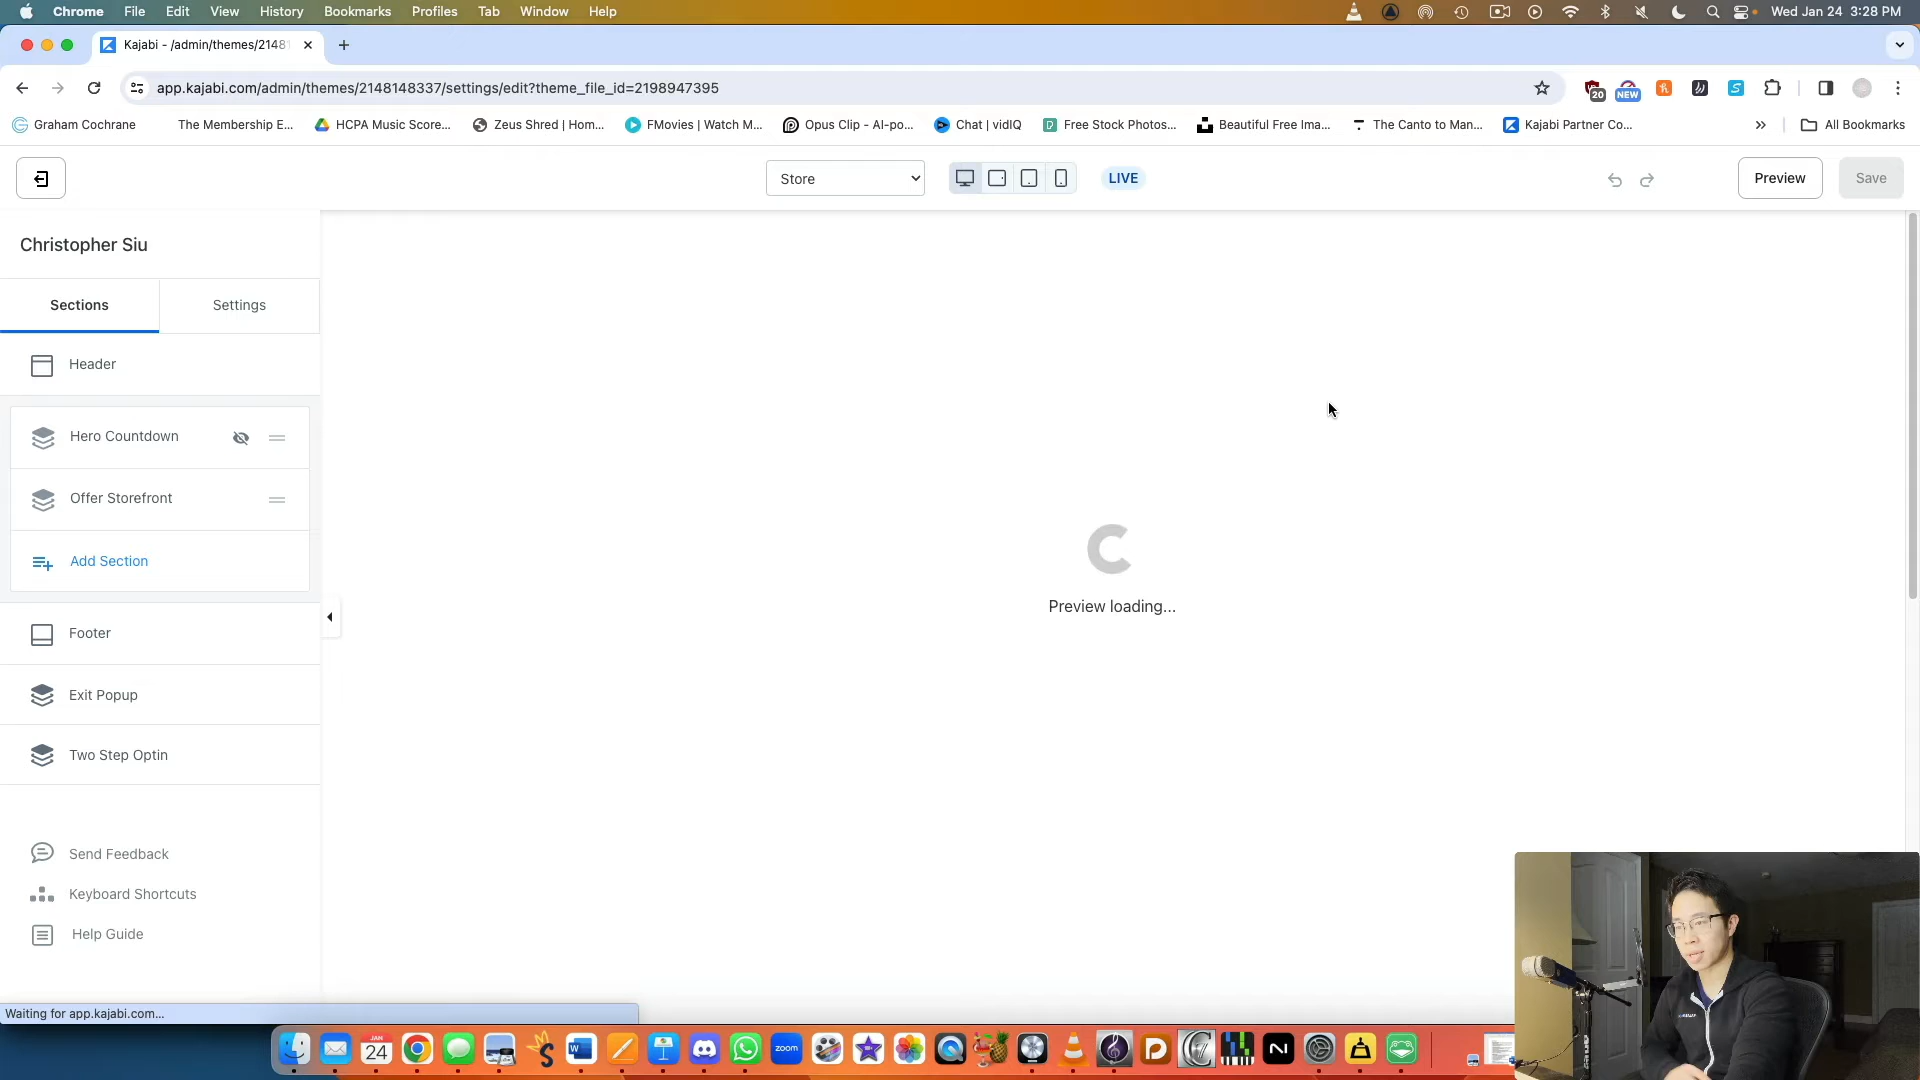 Chrome File Edit View History Bookmarks Profiles Tab Window Help Wed Jan 24 3:28 PM
Kajabi - /admin/themes/2148
app.kajabi.com/admin/themes/2148148337/settings/edit?theme_file_id=2198947395
20 NEW
Graham Cochrane The Membership E... HCPA Music Score... Zeus Shred | Hom... FMovies | Watch M... Opus Clip - AI-po... Chat | vidIQ Free Stock Photos... Beautiful Free Ima... The Canto to Man... Kajabi Partner Co... » All Bookmarks
Store LIVE Preview Save
Christopher Siu
Sections Settings
Header
Hero Countdown
Offer Storefront
Add Section
Footer
Exit Popup
Two Step Optin
Preview loading...
Send Feedback
Keyboard Shortcuts
Help Guide
Waiting for app.kajabi.com...
JAN
24
W
zoom